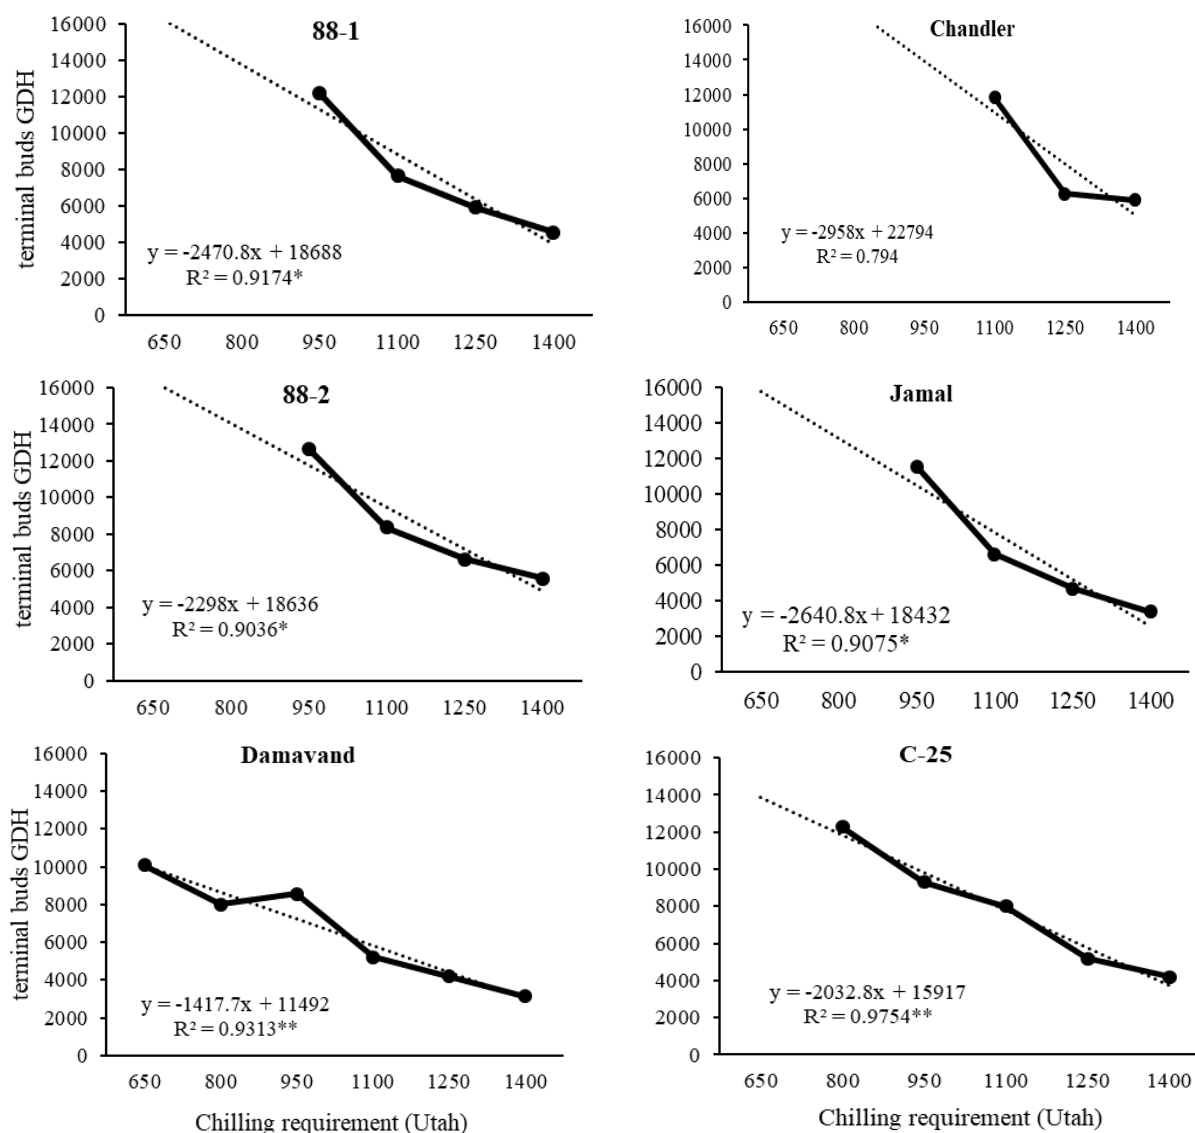 88-1
terminal buds GDH
16000
14000
12000
10000
8000
6000
4000
2000
0
y = -2470.8x + 18688
R² = 0.9174*
650 800 950 1100 1250 1400
Chandler
16000
14000
12000
10000
8000
6000
4000
2000
0
y = -2958x + 22794
R² = 0.794
650 800 950 1100 1250 1400
88-2
terminal buds GDH
16000
14000
12000
10000
8000
6000
4000
2000
0
y = -2298x + 18636
R² = 0.9036*
650 800 950 1100 1250 1400
Jamal
16000
14000
12000
10000
8000
6000
4000
2000
0
y = -2640.8x + 18432
R² = 0.9075*
650 800 950 1100 1250 1400
Damavand
terminal buds GDH
16000
14000
12000
10000
8000
6000
4000
2000
0
y = -1417.7x + 11492
R² = 0.9313**
650 800 950 1100 1250 1400
Chilling requirement (Utah)
C-25
16000
14000
12000
10000
8000
6000
4000
2000
0
y = -2032.8x + 15917
R² = 0.9754**
650 800 950 1100 1250 1400
Chilling requirement (Utah)